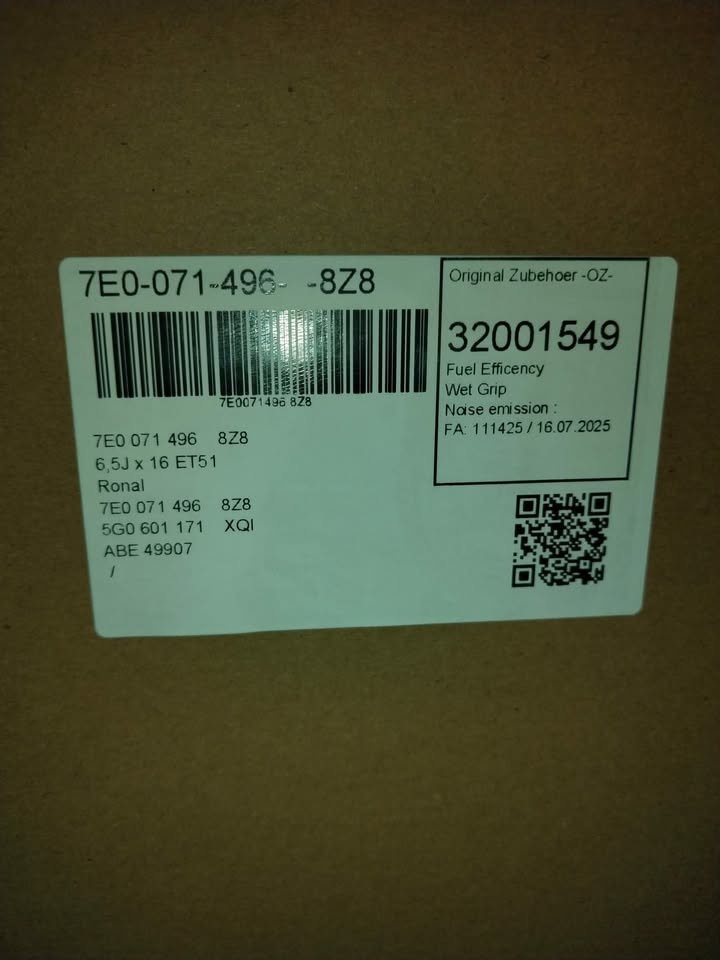 7E0-071-496- -8Z8
7E0071496 8Z8
7E0 071 496 8Z8
6,5J x 16 ET51
Ronal
7E0 071 496 8Z8
5G0 601 171 XQI
ABE 49907
/
Original Zubehoer -OZ-
32001549
Fuel Efficency
Wet Grip
Noise emission :
FA: 111425 / 16.07.2025